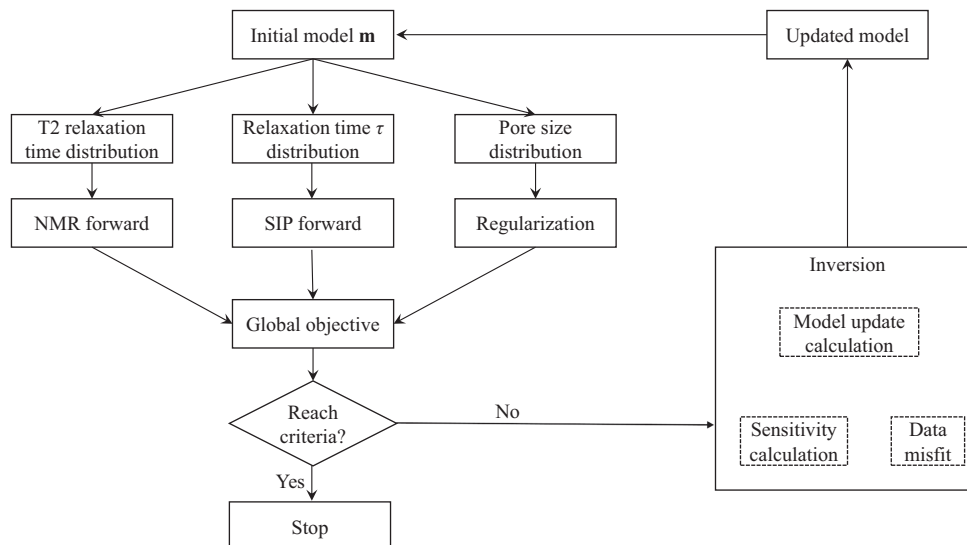 Initial model m
Updated model
T2 relaxation
time distribution
Relaxation time τ
distribution
Pore size
distribution
NMR forward
SIP forward
Regularization
Inversion
Model update
calculation
Global objective
Reach
criteria?
No
Sensitivity
calculation
Data
misfit
Yes
Stop